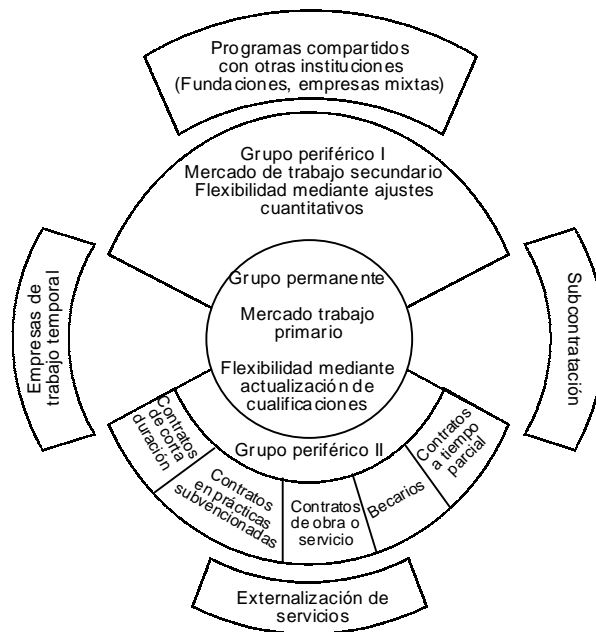 Programas compartidos
con otras instituciones
(Fundaciones, empresas mixtas)
Grupo periférico I
Mercado de trabajo secundario
Flexibilidad mediante ajustes
cuantitativos
Empresas de
trabajo temporal
Grupo permanente
Mercado trabajo
primario
Flexibilidad mediante
actualización de
cualificaciones
Subcontratación
Grupo periférico II
Contratos
de corta
duración
Contratos
en prácticas
subvencionadas
Contratos
de obra o
servicio
Becarios
Contratos
a tiempo
parcial
Externalización de
servicios